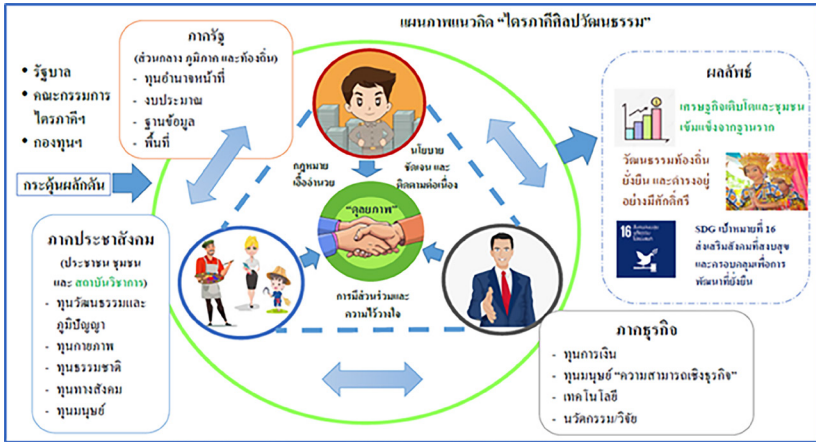 แผนภาพแนวคิด “ไตรภาคีศิลปวัฒนธรรม”
ภาครัฐ
(ส่วนกลาง ภูมิภาค และท้องถิ่น)
- ทุนอำนาจหน้าที่
- งบประมาณ
- ฐานข้อมูล
- พื้นที่
• รัฐบาล
• คณะกรรมการ
ไตรภาคีฯ
• กองทุนฯ
กระตุ้นผลักดัน
กฎหมาย
เอื้ออำนวย
นโยบาย
ชัดเจน และ
ติดตามต่อเนื่อง
“ดุลยภาพ”
การมีส่วนร่วมและ
ความไว้วางใจ
ภาคประชาสังคม
(ประชาชน ชุมชน
และ สถาบันวิชาการ)
- ทุนวัฒนธรรมและ
ภูมิปัญญา
- ทุนกายภาพ
- ทุนธรรมชาติ
- ทุนทางสังคม
- ทุนมนุษย์
ภาคธุรกิจ
- ทุนการเงิน
- ทุนมนุษย์ “ความสามารถเชิงธุรกิจ”
- เทคโนโลยี
- นวัตกรรม/วิจัย
ผลลัพธ์
เศรษฐกิจเติบโตและชุมชน
เข้มแข็งจากฐานราก
วัฒนธรรมท้องถิ่น
ยั่งยืน และดำรงอยู่
อย่างมีศักดิ์ศรี
16
SDG เป้าหมายที่ 16
ส่งเสริมสังคมที่สงบสุข
และครอบคลุมเพื่อการ
พัฒนาที่ยั่งยืน